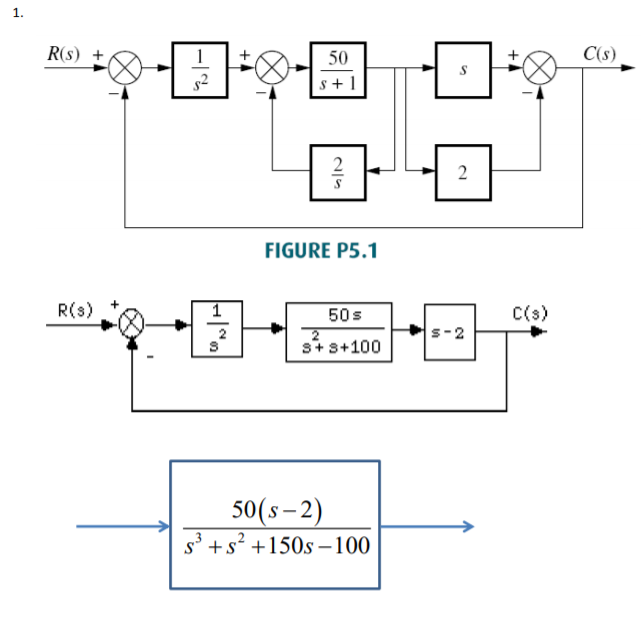 1.
R(s) + 1/s² + 50/(s + 1) s + C(s)
− − −
2/s 2
FIGURE P5.1
R(s) + 1/s² 50s/(s²+s+100) s-2 C(s)
-
50(s − 2)
s³ + s² + 150s − 100